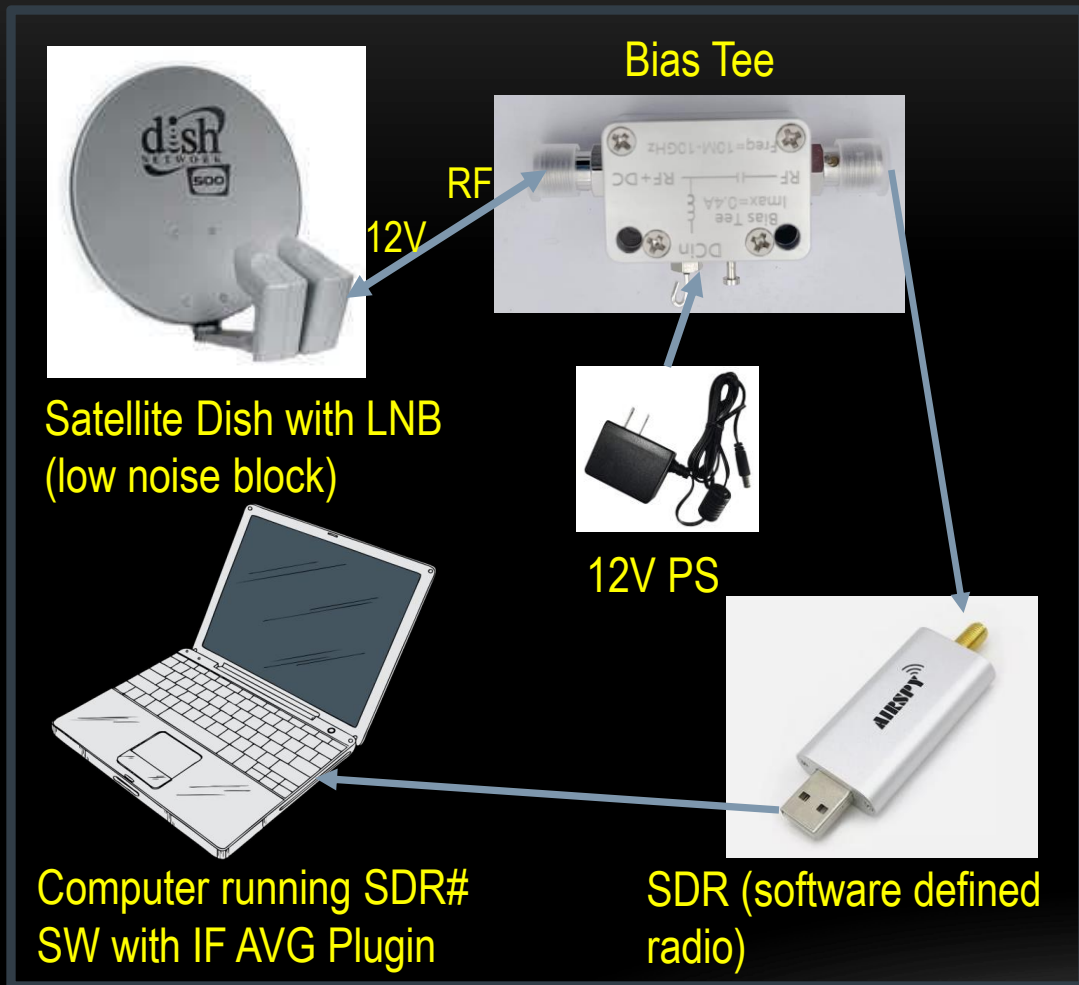 Bias Tee
dish
NETWORK
500
RF
12V
Freq=10M-10GHz
RF+DC
RF
Imax=0.4A
Bias Tee
DCin
Satellite Dish with LNB
(low noise block)
12V PS
AIRSPY
Computer running SDR#
SW with IF AVG Plugin
SDR (software defined
radio)